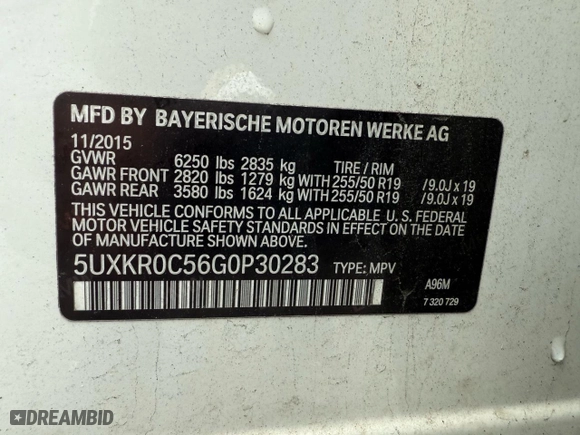 MFD BY BAYERISCHE MOTOREN WERKE AG
11/2015
GVWR 6250 lbs 2835 kg TIRE / RIM
GAWR FRONT 2820 lbs 1279 kg WITH 255/50 R19 /9.0J x 19
GAWR REAR 3580 lbs 1624 kg WITH 255/50 R19 /9.0J x 19
THIS VEHICLE CONFORMS TO ALL APPLICABLE U. S. FEDERAL
MOTOR VEHICLE SAFETY STANDARDS IN EFFECT ON THE
DATE OF MANUFACTURE SHOWN ABOVE.
5UXKR0C56G0P30283 TYPE: MPV
A96M
7 320 729
DREAMBID